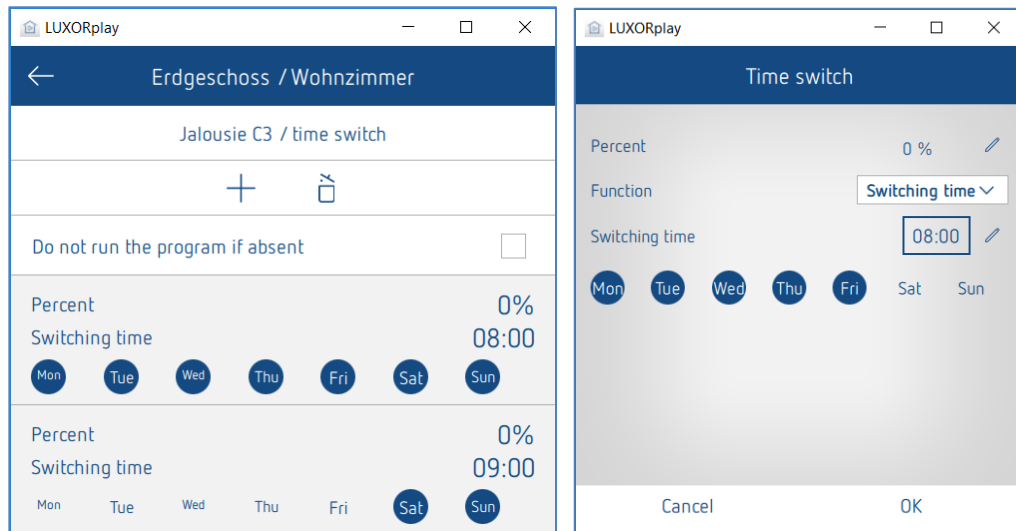 LUXORplay
Erdgeschoss / Wohnzimmer
Jalousie C3 / time switch
Do not run the program if absent
Percent 0%
Switching time 08:00
Mon Tue Wed Thu Fri Sat Sun
Percent 0%
Switching time 09:00
Mon Tue Wed Thu Fri Sat Sun
LUXORplay
Time switch
Percent 0 %
Function Switching time
Switching time 08:00
Mon Tue Wed Thu Fri Sat Sun
Cancel OK